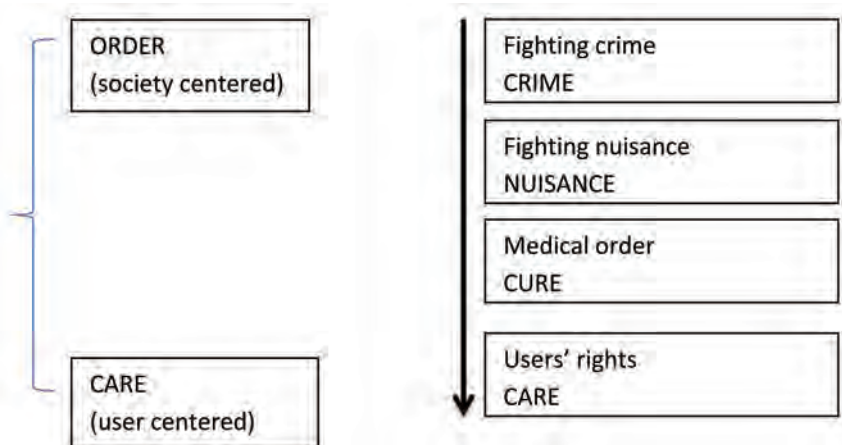 ORDER
(society centered)
CARE
(user centered)
Fighting crime
CRIME
Fighting nuisance
NUISANCE
Medical order
CURE
Users' rights
CARE